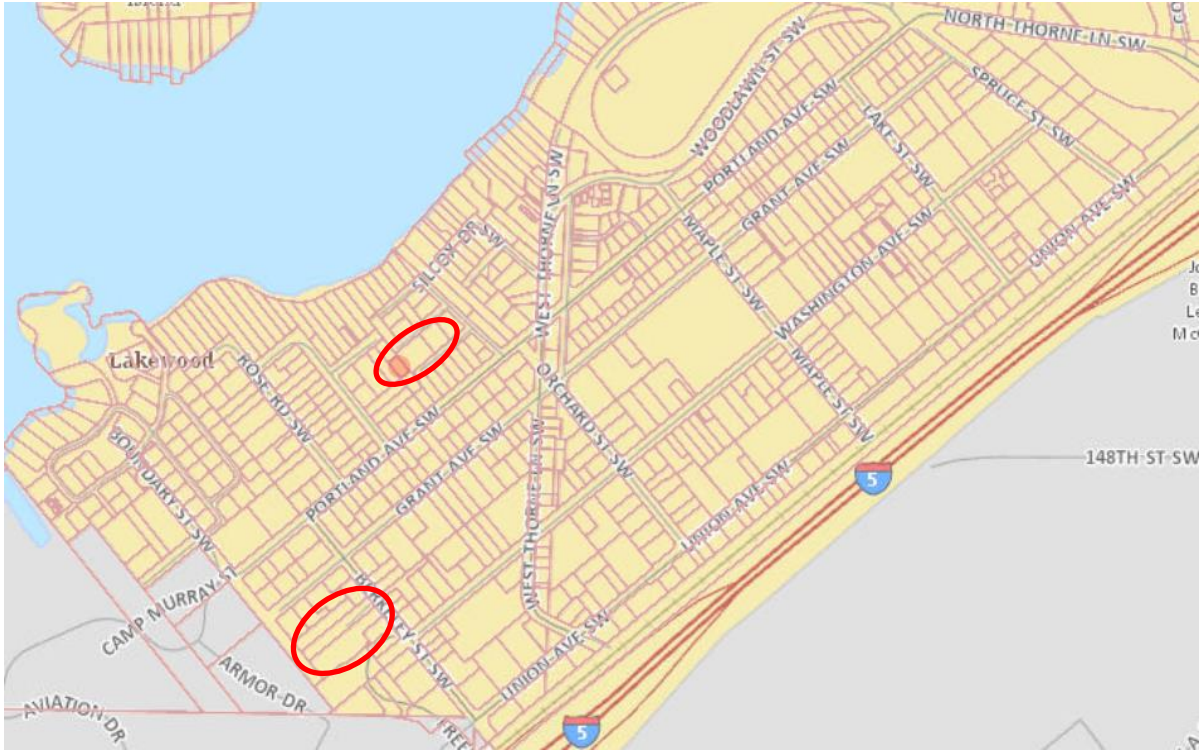 Island
NORTH THORNE LN SW
WOODLAWN ST SW
SPRUCE ST SW
PORTLAND AVE SW
LAKE ST SW
GRANT AVE SW
WEST THORNE LN SW
UNION AVE SW
SILCOX DR SW
MAPLE ST SW
WASHINGTON AVE SW
Lakewood
ROSE RD SW
MAPLE ST SW
ORCHARD ST SW
BOUNDARY ST SW
PORTLAND AVE SW
GRANT AVE SW
148TH ST SW
5
UNION AVE SW
WEST THORNE LN SW
CAMP MURRAY ST
BERKELEY ST SW
UNION AVE SW
ARMOR DR
AVIATION DR
5